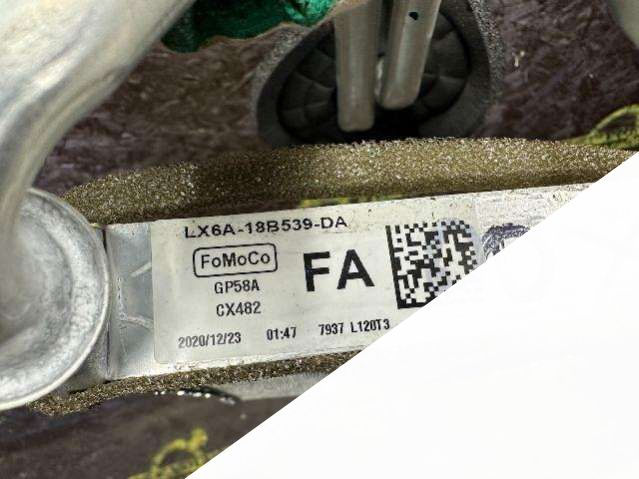 LX6A-18B539-DA
FoMoCo
FA
GP58A
CX482
2020/12/23 01:47 7937 L120T3